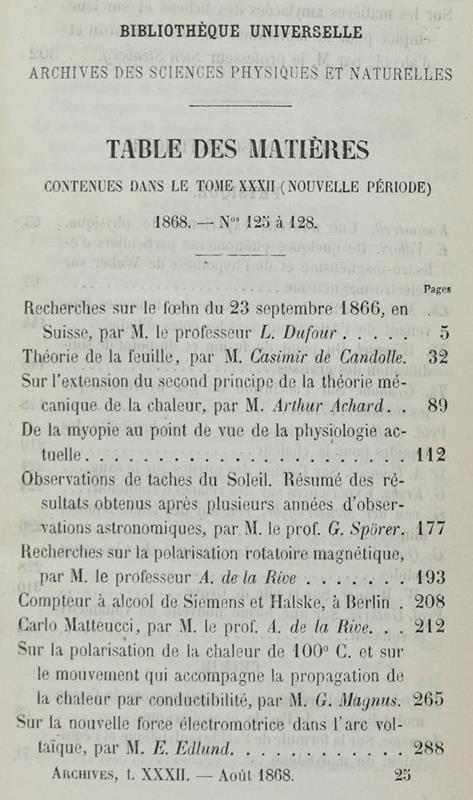 BIBLIOTHÈQUE UNIVERSELLE
ARCHIVES DES SCIENCES PHYSIQUES ET NATURELLES
TABLE DES MATIÈRES
CONTENUES DANS LE TOME XXXII (NOUVELLE PÉRIODE)
1868. — Nos 125 à 128.
Pages
Recherches sur le fœhn du 23 septembre 1866, en
Suisse, par M. le professeur L. Dufour . . . . . 5
Théorie de la feuille, par M. Casimir de Candolle. 32
Sur l'extension du second principe de la théorie mé-
canique de la chaleur, par M. Arthur Achard. . 89
De la myopie au point de vue de la physiologie ac-
tuelle. . . . . . . . . . . . . . . . . . 112
Observations de taches du Soleil. Résumé des ré-
sultats obtenus après plusieurs années d'obser-
vations astronomiques, par M. le prof. G. Spörer. 177
Recherches sur la polarisation rotatoire magnétique,
par M. le professeur A. de la Rive . . . . . . . 193
Compteur à alcool de Siemens et Halske, à Berlin . 208
Carlo Matteucci, par M. le prof. A. de la Rive. . . 212
Sur la polarisation de la chaleur de 100° C. et sur
le mouvement qui accompagne la propagation de
la chaleur par conductibilité, par M. G. Magnus. 265
Sur la nouvelle force électromotrice dans l'arc vol-
taïque, par M. E. Edlund. . . . . . . . . . . . 288
ARCHIVES, t. XXXII. — Août 1868. 25